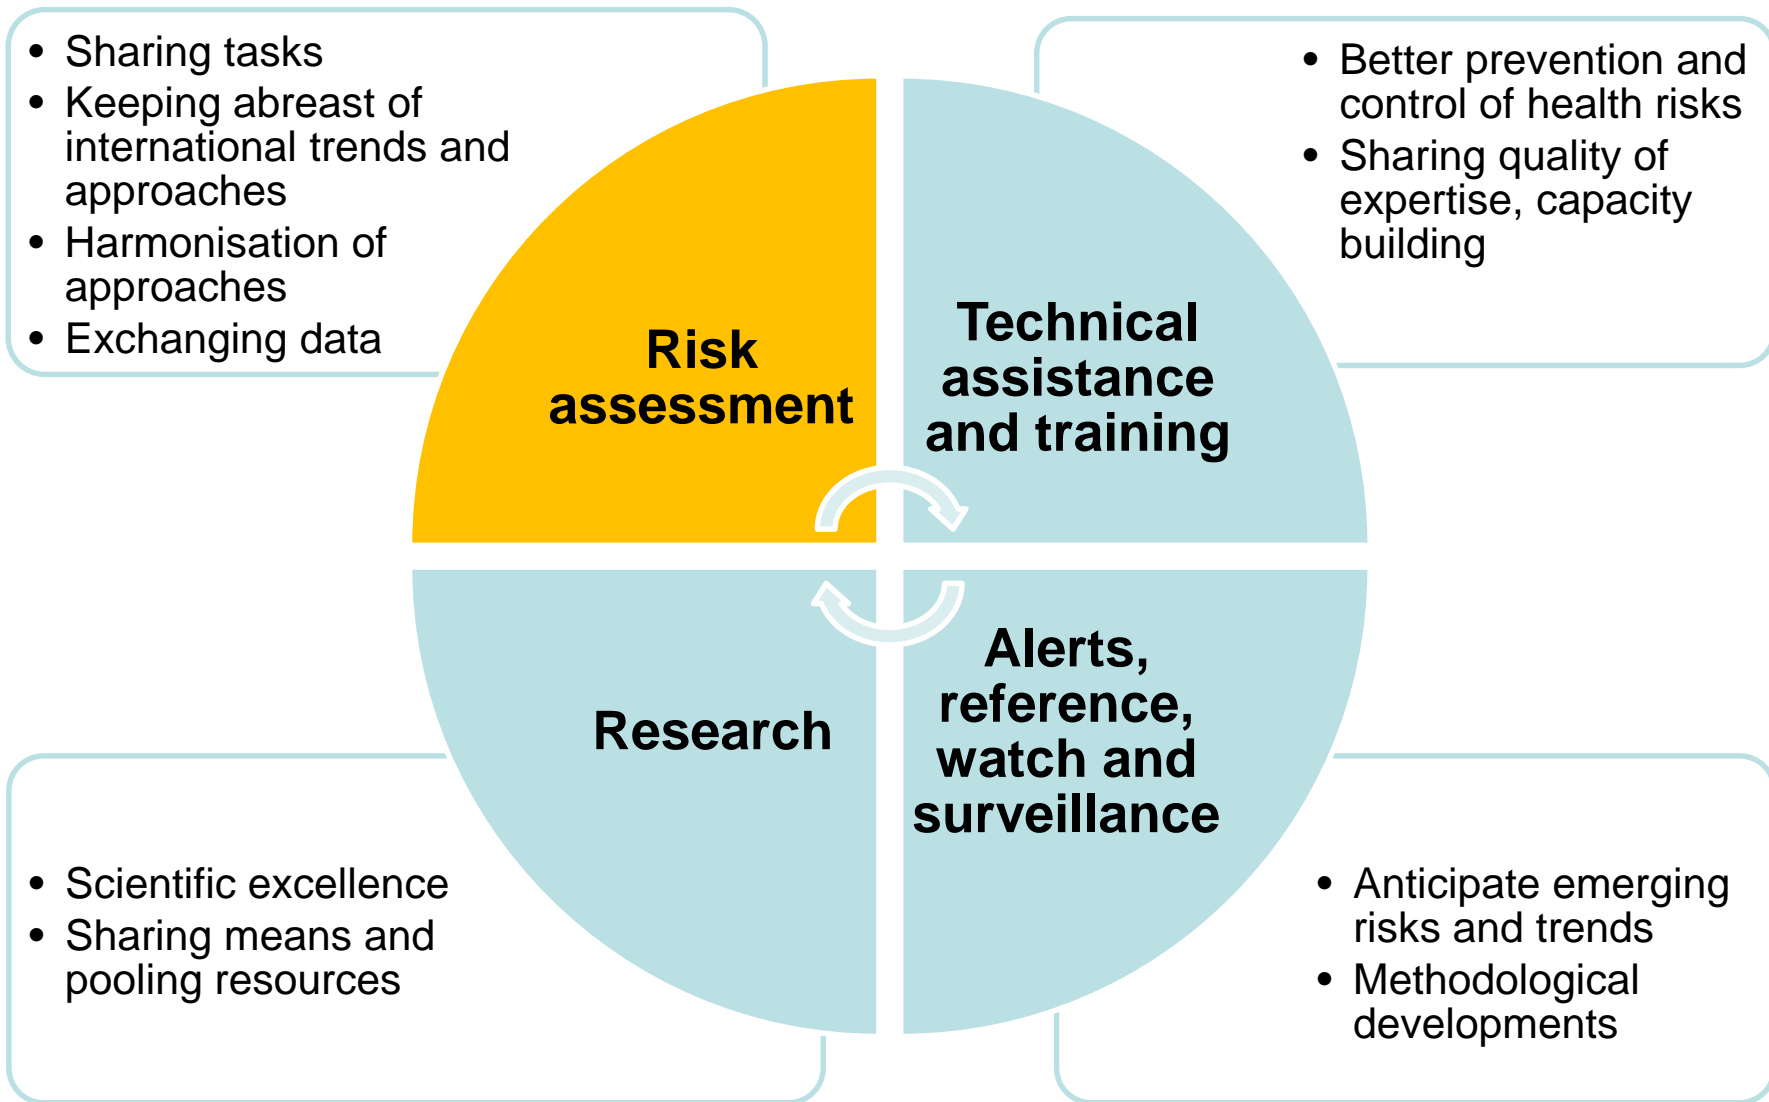 • Sharing tasks
• Keeping abreast of
international trends and
approaches
• Harmonisation of
approaches
• Exchanging data
• Better prevention and
control of health risks
• Sharing quality of
expertise, capacity
building
Risk
assessment
Technical
assistance
and training
Research
Alerts,
reference,
watch and
surveillance
• Scientific excellence
• Sharing means and
pooling resources
• Anticipate emerging
risks and trends
• Methodological
developments